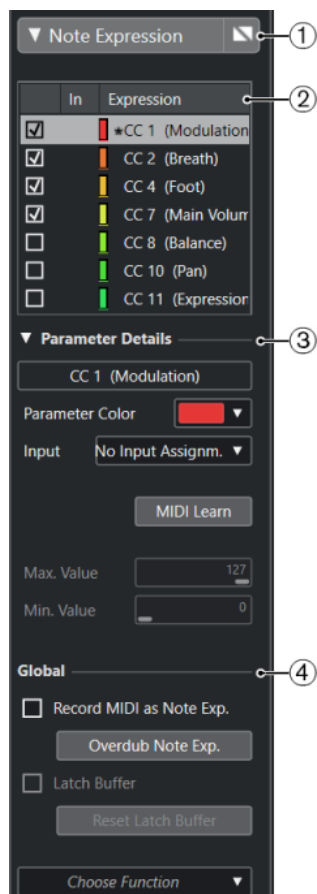 ▼ Note Expression ①
In Expression ②
★CC 1 (Modulation
CC 2 (Breath)
CC 4 (Foot)
CC 7 (Main Volum
CC 8 (Balance)
CC 10 (Pan)
CC 11 (Expression
▼ Parameter Details ③
CC 1 (Modulation)
Parameter Color ▼
Input No Input Assignm. ▼
MIDI Learn
Max. Value 127
Min. Value 0
Global ④
Record MIDI as Note Exp.
Overdub Note Exp.
Latch Buffer
Reset Latch Buffer
Choose Function ▼